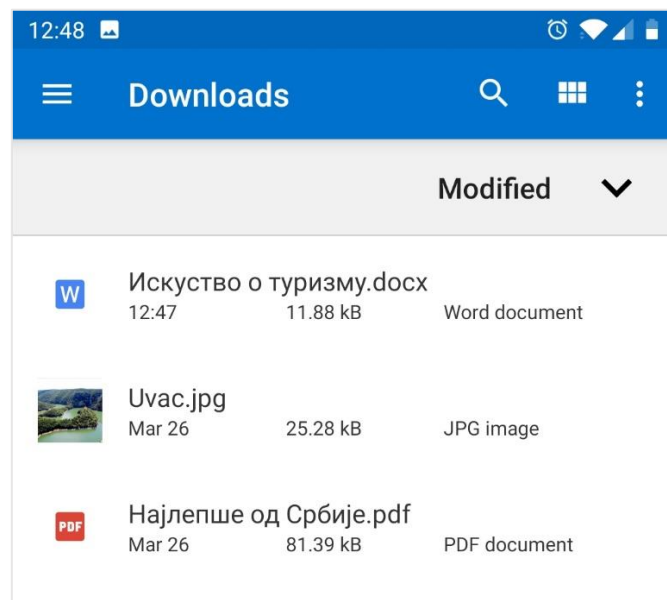 12:48
Downloads
Modified
W
Искуство о туризму.docx
12:47 11.88 kB Word document
Uvac.jpg
Mar 26 25.28 kB JPG image
PDF
Најлепше од Србије.pdf
Mar 26 81.39 kB PDF document